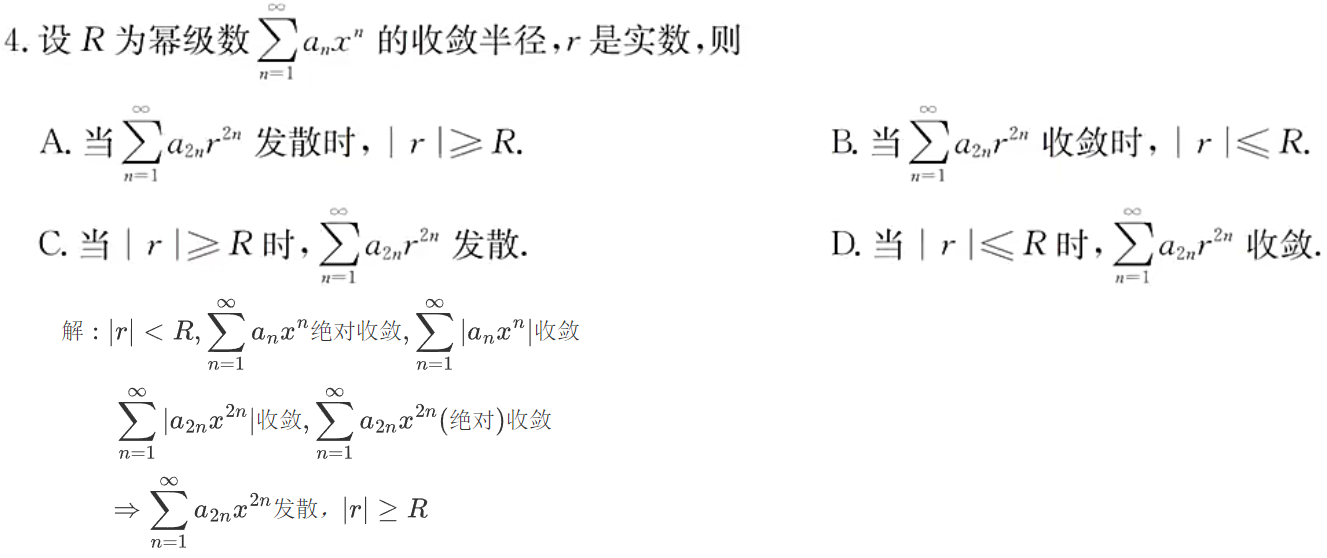 4. 设 R 为幂级数 $\sum_{n=1}^{\infty} a_n x^n$ 的收敛半径,r 是实数,则
A. 当 $\sum_{n=1}^{\infty} a_{2n} r^{2n}$ 发散时,| r |≥ R. B. 当 $\sum_{n=1}^{\infty} a_{2n} r^{2n}$ 收敛时,| r |≤ R.
C. 当 | r |≥ R 时,$\sum_{n=1}^{\infty} a_{2n} r^{2n}$ 发散. D. 当 | r |≤ R 时,$\sum_{n=1}^{\infty} a_{2n} r^{2n}$ 收敛.
解:$|r| < R, \sum_{n=1}^{\infty} a_n x^n$绝对收敛,$\sum_{n=1}^{\infty} |a_n x^n|$收敛
$\sum_{n=1}^{\infty} |a_{2n} x^{2n}|$收敛,$\sum_{n=1}^{\infty} a_{2n} x^{2n}$(绝对)收敛
$\Rightarrow \sum_{n=1}^{\infty} a_{2n} x^{2n}$发散,$|r| \geq R$